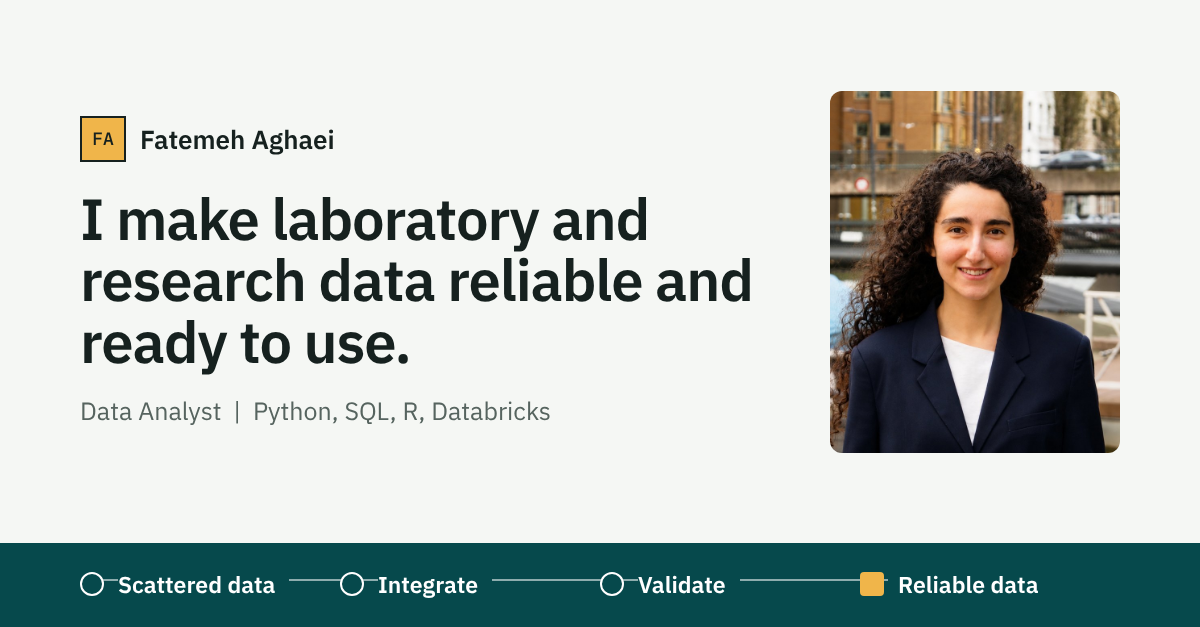 FA
Fatemeh Aghaei
I make laboratory and
research data reliable and
ready to use.
Data Analyst | Python, SQL, R, Databricks
Scattered data
Integrate
Validate
Reliable data